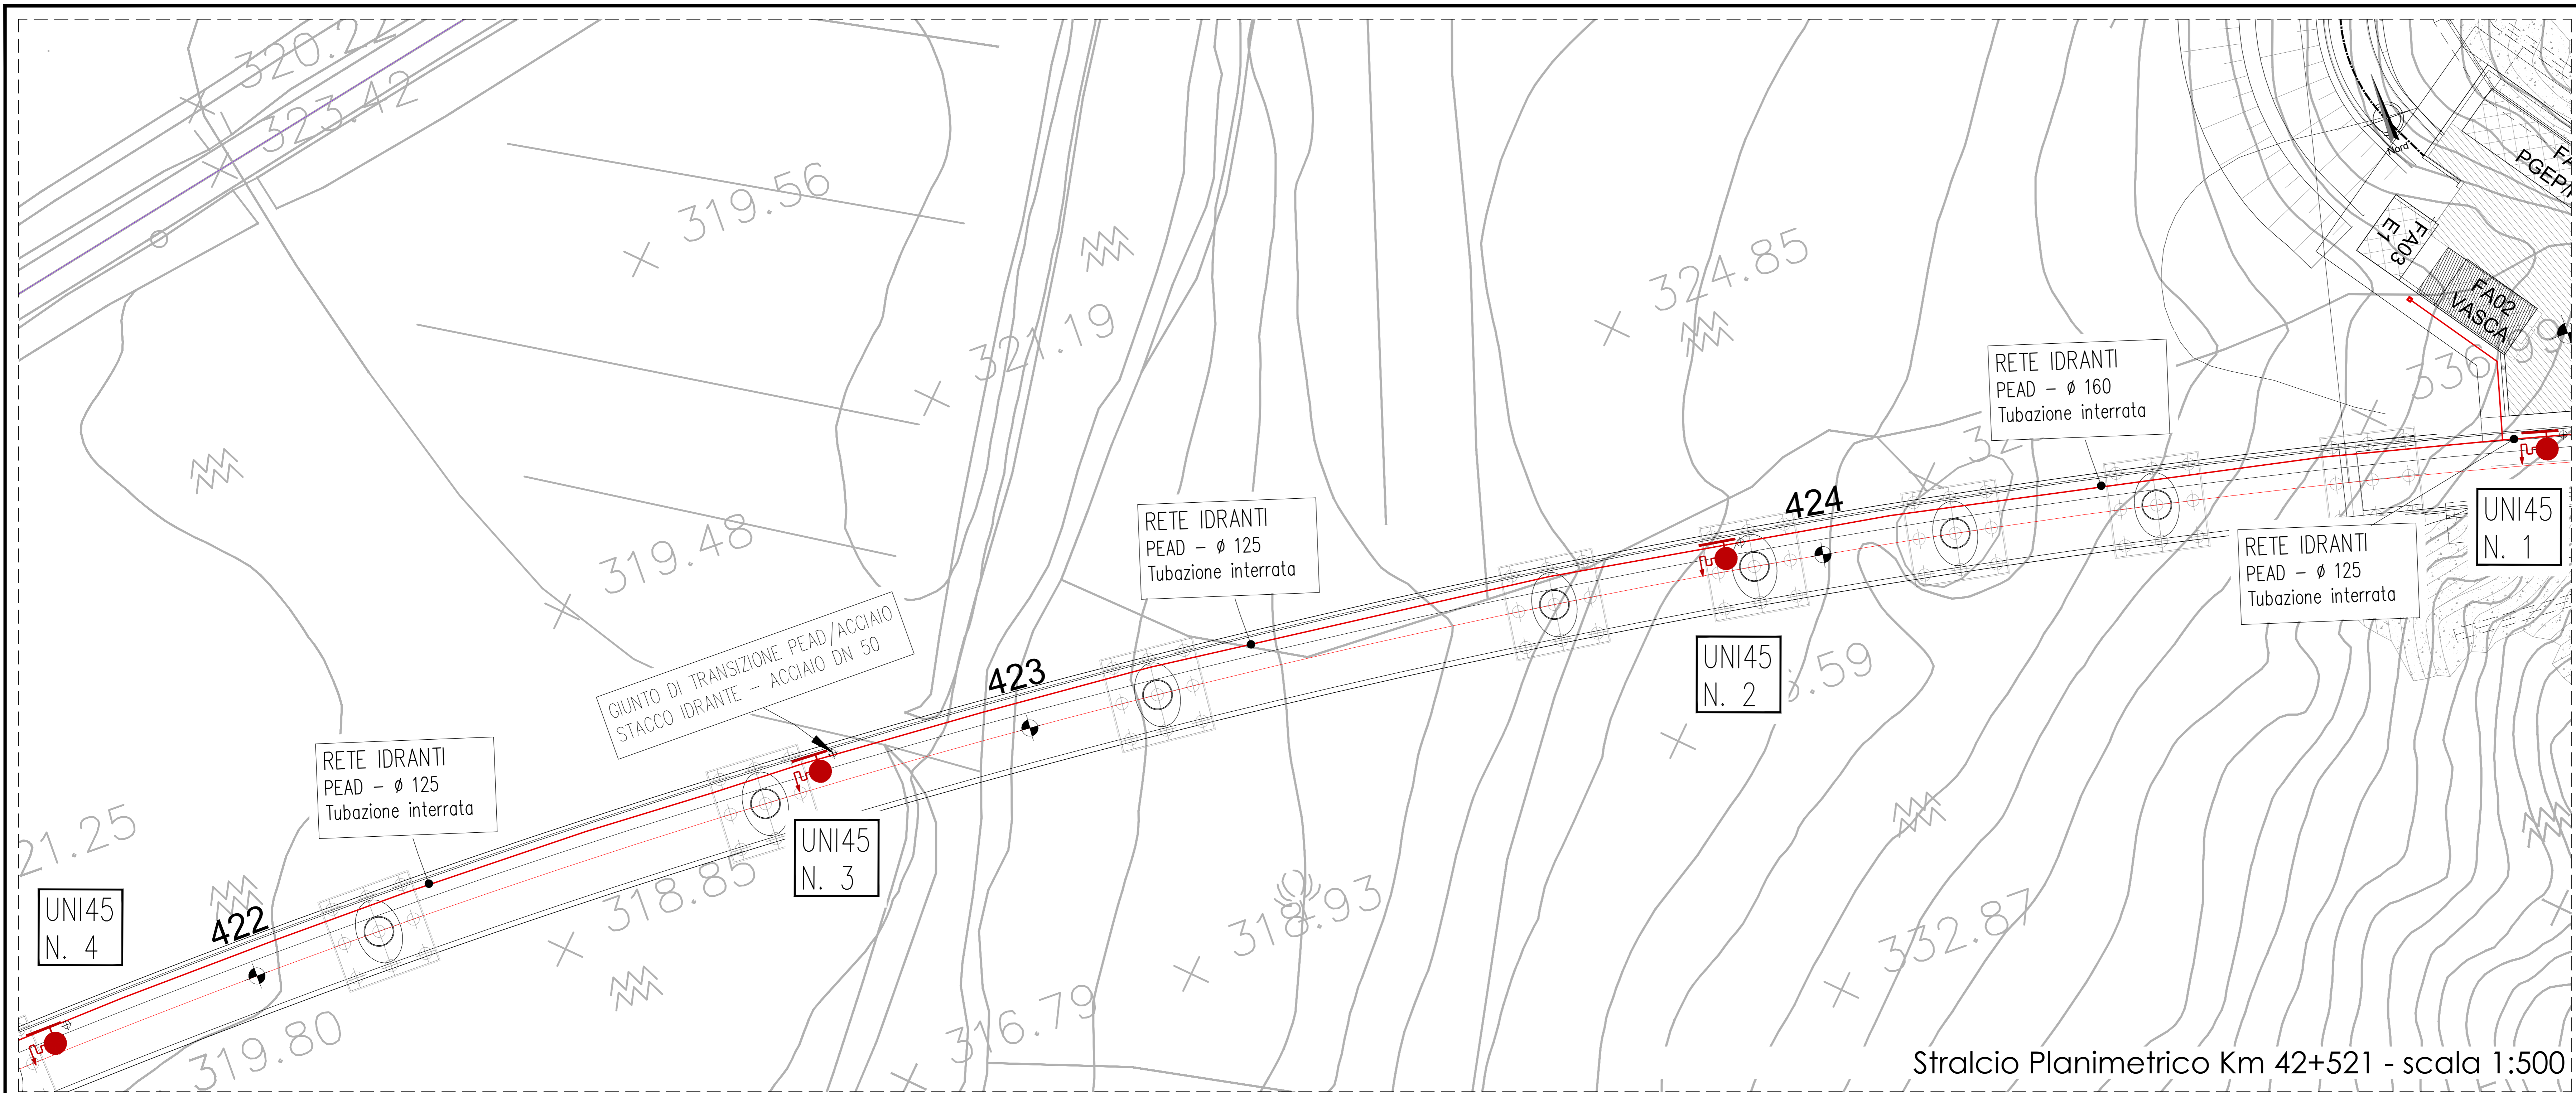 320.22
323.42
319.56
321.19
324.85
Nord
FA03
E1
FA02
VASCA
RETE IDRANTI
PEAD - ø 160
Tubazione interrata
RETE IDRANTI
PEAD - ø 125
Tubazione interrata
424
UNI45
N. 1
RETE IDRANTI
PEAD - ø 125
Tubazione interrata
319.48
GIUNTO DI TRANSIZIONE PEAD/ACCIAIO
STACCO IDRANTE - ACCIAIO DN 50
423
UNI45
N. 2
RETE IDRANTI
PEAD - ø 125
Tubazione interrata
21.25
UNI45
N. 3
318.85
UNI45
N. 4
422
318.93
332.87
316.79
319.80
Stralcio Planimetrico Km 42+521 - scala 1:500